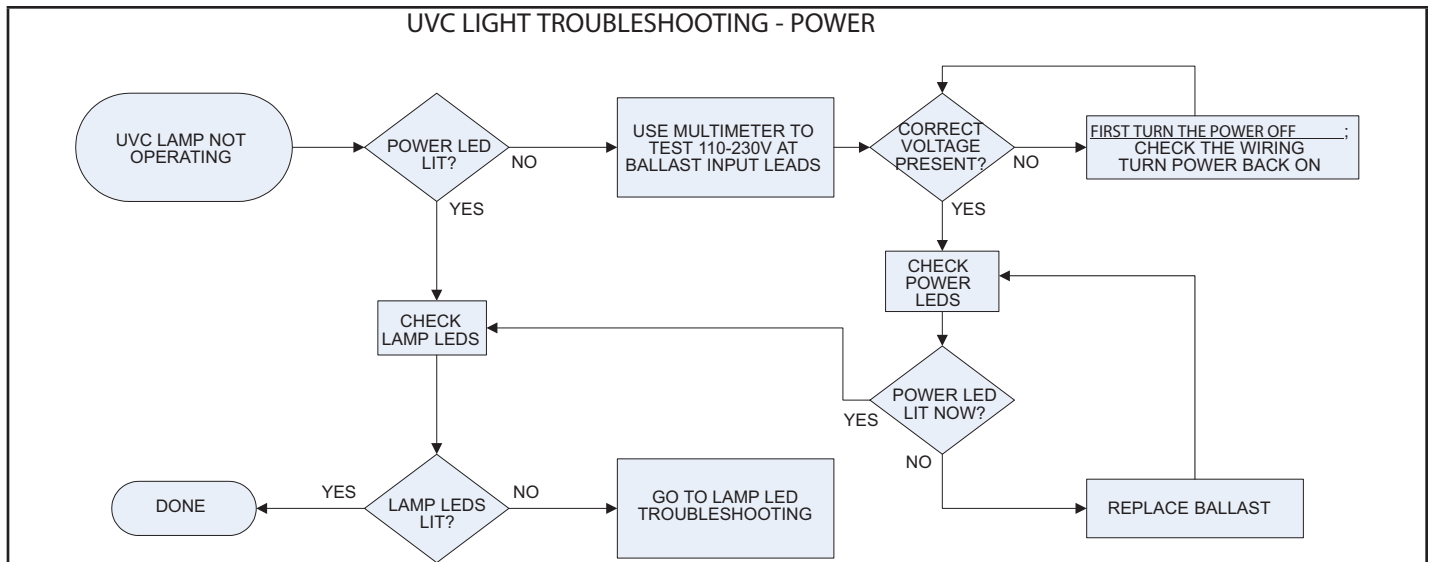 UVC LIGHT TROUBLESHOOTING - POWER
UVC LAMP NOT
OPERATING
POWER LED
LIT?
NO
YES
USE MULTIMETER TO
TEST 110-230V AT
BALLAST INPUT LEADS
CORRECT
VOLTAGE
PRESENT?
NO
YES
FIRST TURN THE POWER OFF ;
CHECK THE WIRING
TURN POWER BACK ON
CHECK
POWER
LEDS
CHECK
LAMP LEDS
POWER LED
LIT NOW?
YES
NO
REPLACE BALLAST
LAMP LEDS
LIT?
YES
NO
DONE
GO TO LAMP LED
TROUBLESHOOTING